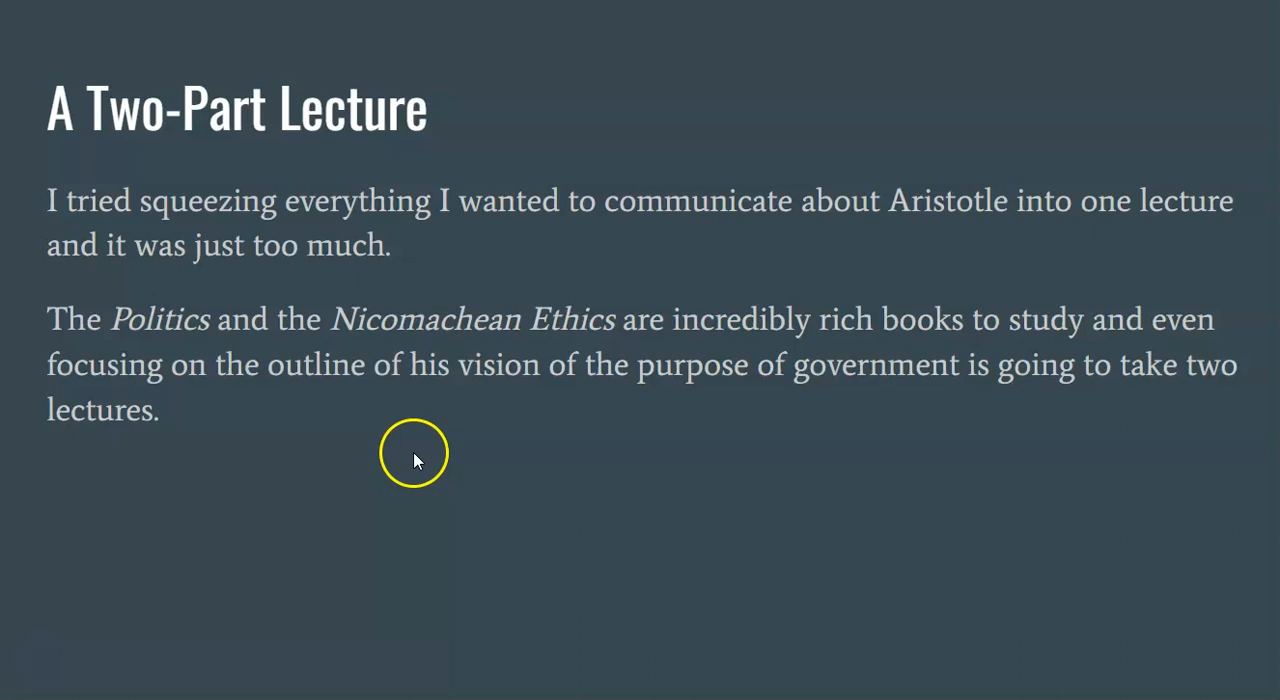 A Two-Part Lecture
I tried squeezing everything I wanted to communicate about Aristotle into one lecture
and it was just too much.
The Politics and the Nicomachean Ethics are incredibly rich books to study and even
focusing on the outline of his vision of the purpose of government is going to take two
lectures.